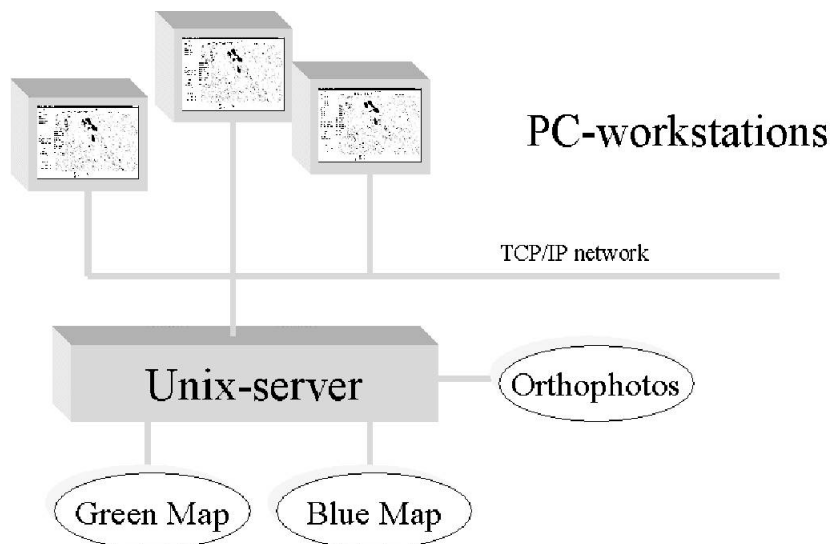 PC-workstations
TCP/IP network
Unix-server
Orthophotos
Green Map
Blue Map